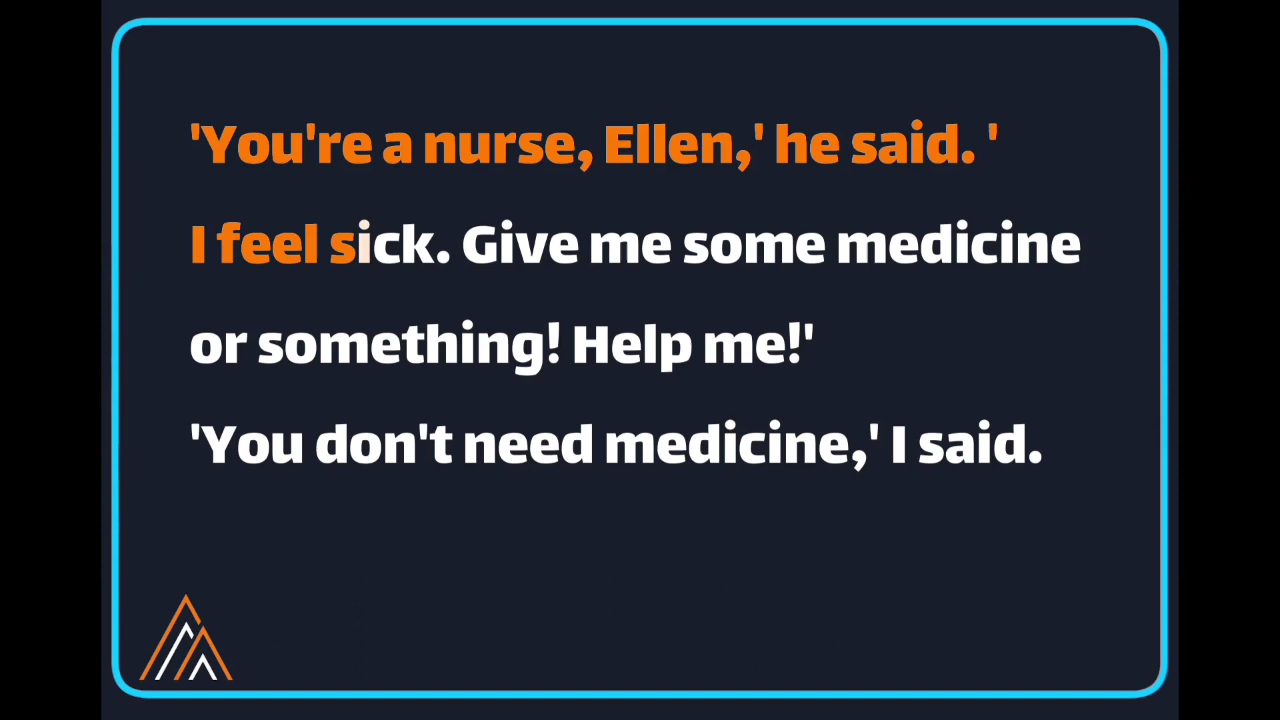 'You're a nurse, Ellen,' he said. '
I feel sick. Give me some medicine
or something! Help me!'
'You don't need medicine,' I said.